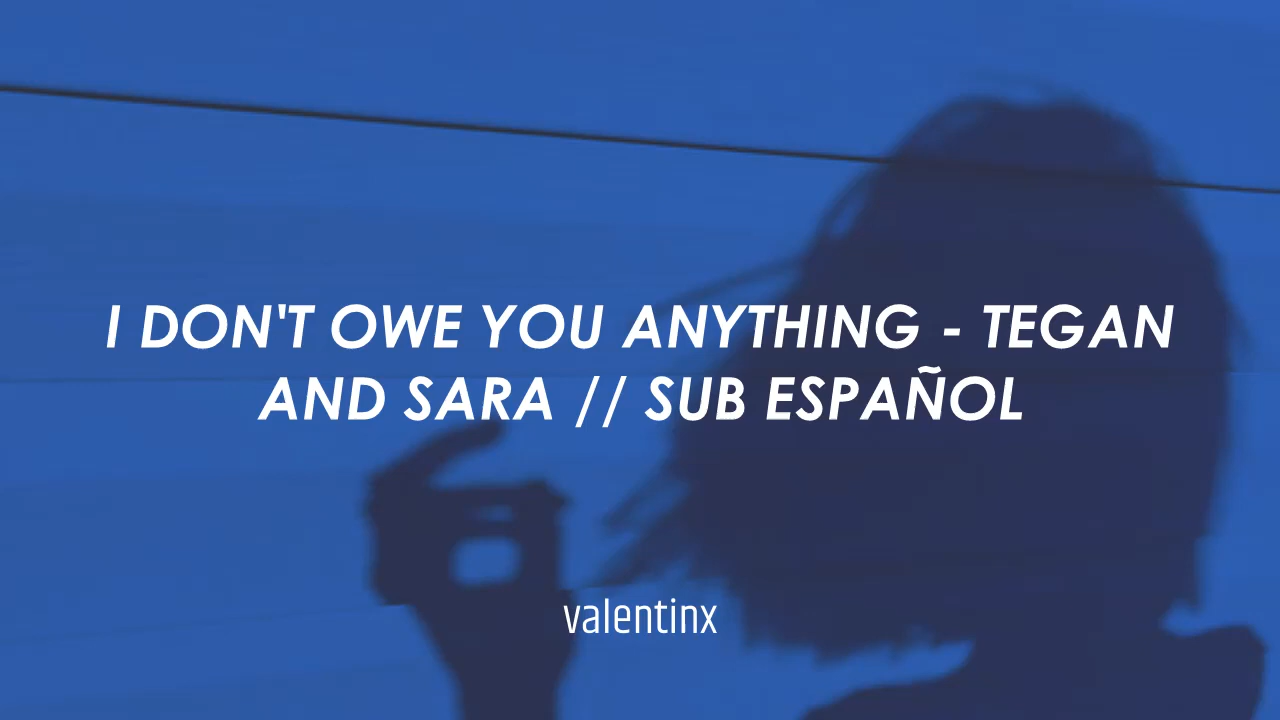 I DON'T OWE YOU ANYTHING - TEGAN
AND SARA // SUB ESPAÑOL
valentinx